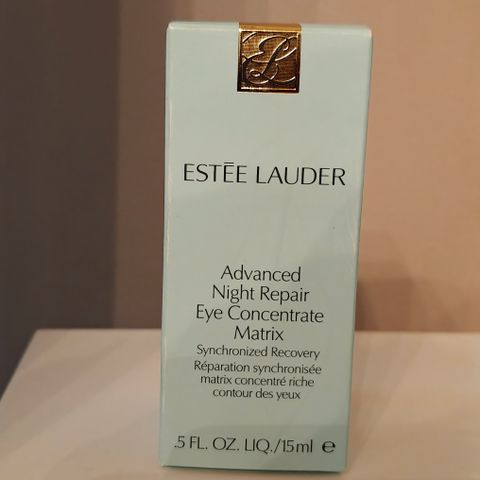 ESTĒE LAUDER
Advanced
Night Repair
Eye Concentrate
Matrix
Synchronized Recovery
Réparation synchronisée
matrix concentré riche
contour des yeux
.5 FL. OZ. LIQ./15ml ℮